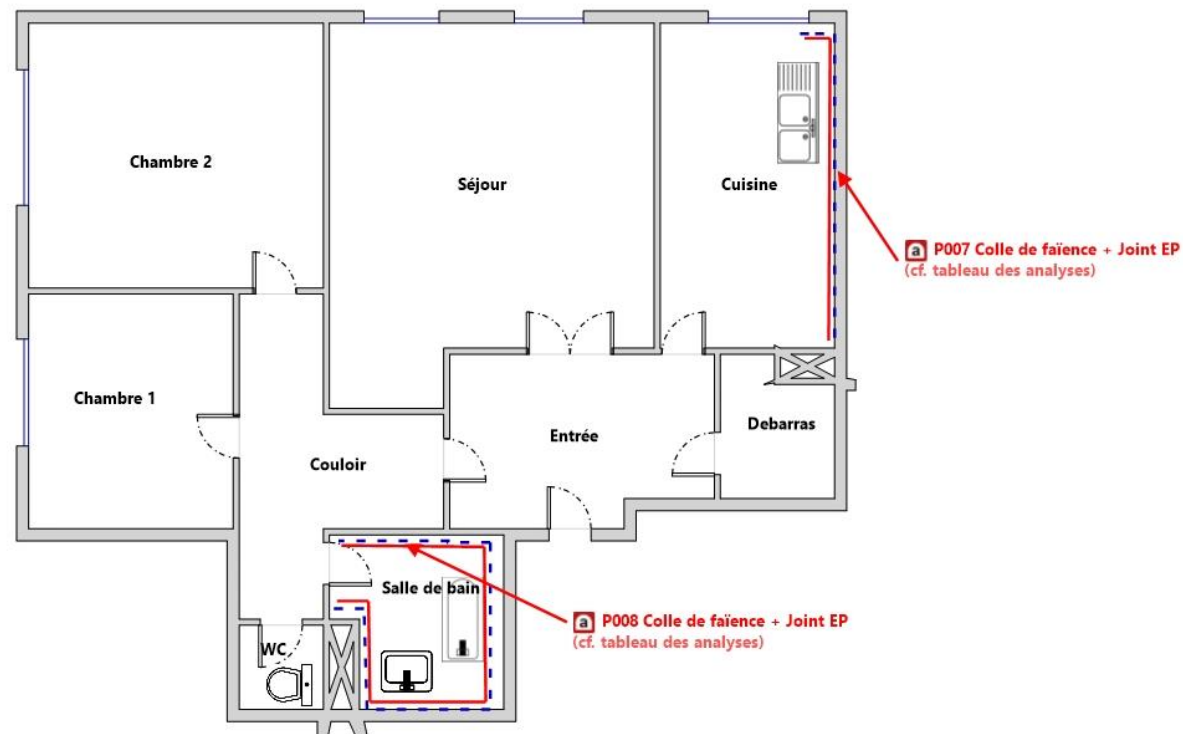 Chambre 2
Séjour
Cuisine
a P007 Colle de faïence + Joint EP
(cf. tableau des analyses)
Chambre 1
Debarras
Entrée
Couloir
Salle de bain
a P008 Colle de faïence + Joint EP
(cf. tableau des analyses)
WC